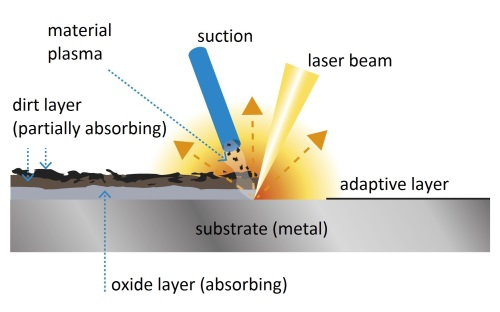 material
plasma
suction
laser beam
dirt layer
(partially absorbing)
adaptive layer
substrate (metal)
oxide layer (absorbing)